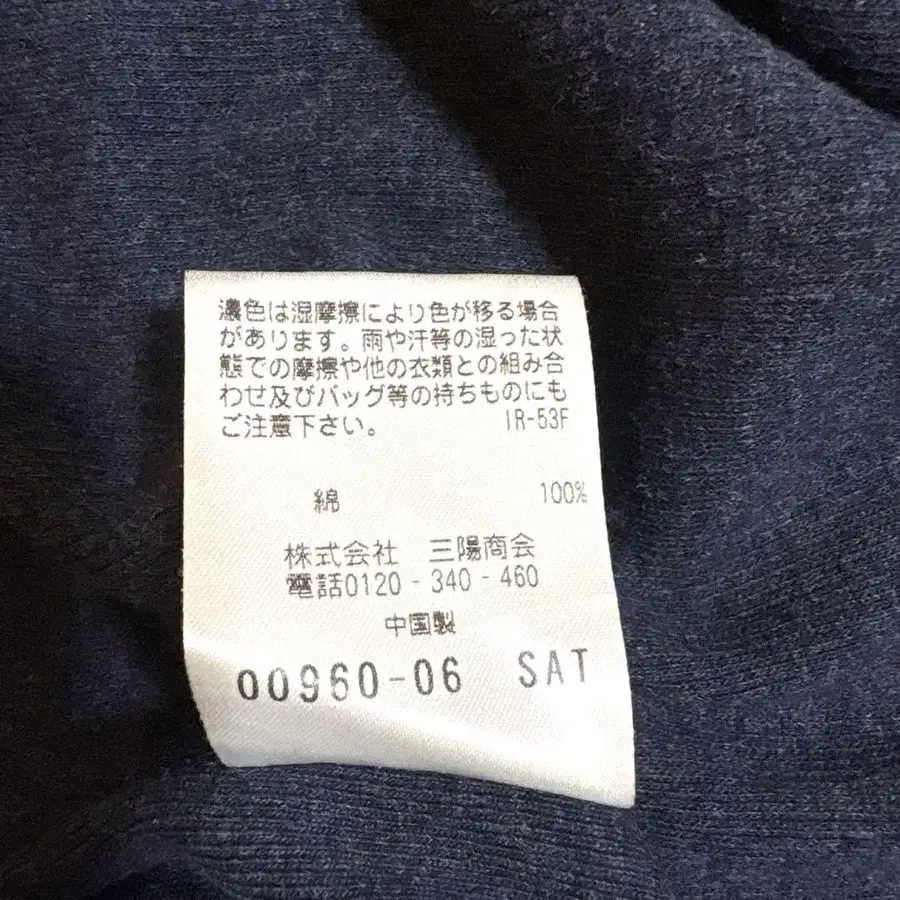 濃色は湿摩擦により色が移る場合
があります。雨や汗等の湿った状
態での摩擦や他の衣類との組み合
わせ及びバッグ等の持ちものにも
ご注意下さい。 IR-53F
綿 100%
株式会社 三陽商会
電話0120-340-460
中国製
00960-06 SAT